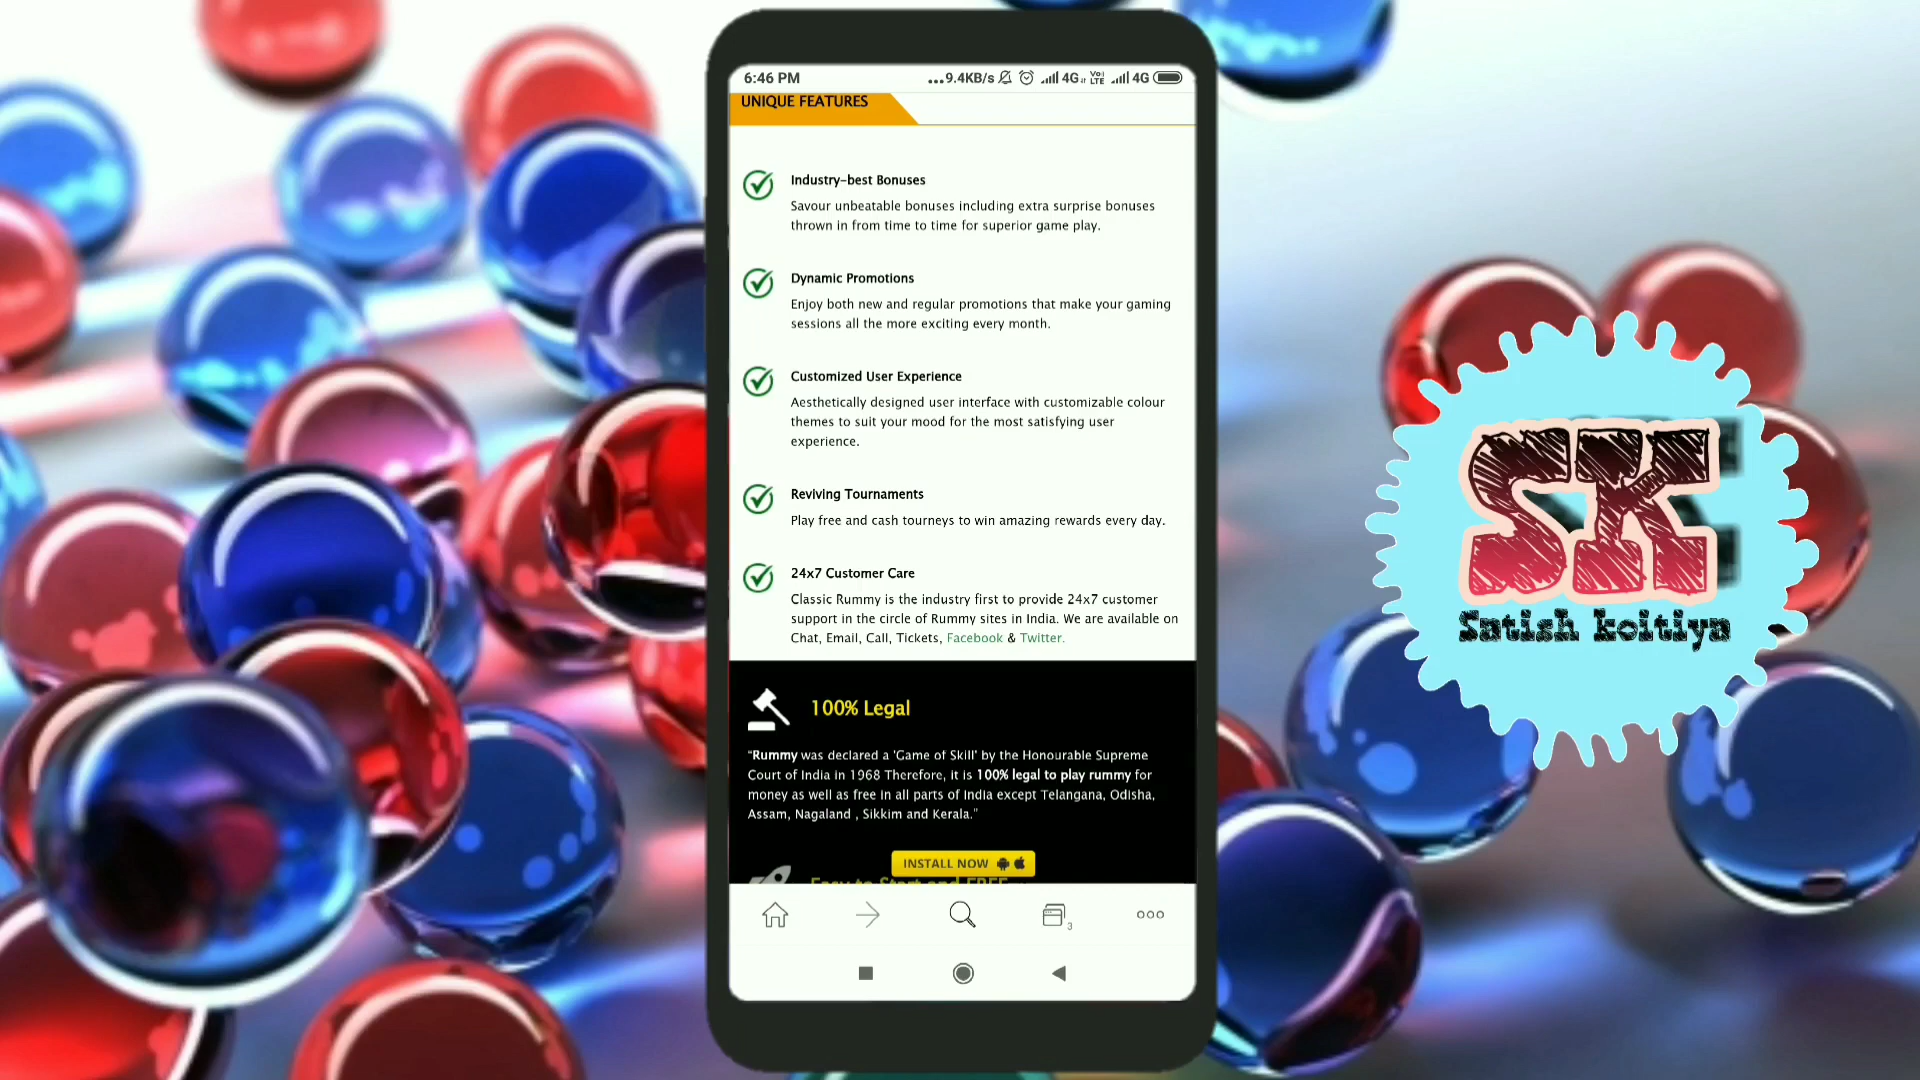 6:46 PM
...9.4KB/s 4G Vo) LTE 4G
UNIQUE FEATURES
Industry-best Bonuses
Savour unbeatable bonuses including extra surprise bonuses
thrown in from time to time for superior game play.
Dynamic Promotions
Enjoy both new and regular promotions that make your gaming
sessions all the more exciting every month.
Customized User Experience
Aesthetically designed user interface with customizable colour
themes to suit your mood for the most satisfying user
experience.
Reviving Tournaments
Play free and cash tourneys to win amazing rewards every day.
24x7 Customer Care
Classic Rummy is the industry first to provide 24x7 customer
support in the circle of Rummy sites in India. We are available on
Chat, Email, Call, Tickets, Facebook & Twitter.
100% Legal
"Rummy was declared a 'Game of Skill' by the Honourable Supreme
Court of India in 1968 Therefore, it is 100% legal to play rummy for
money as well as free in all parts of India except Telangana, Odisha,
Assam, Nagaland , Sikkim and Kerala."
INSTALL NOW
Easy to Start and FREE
3
SK
Satish koitiya